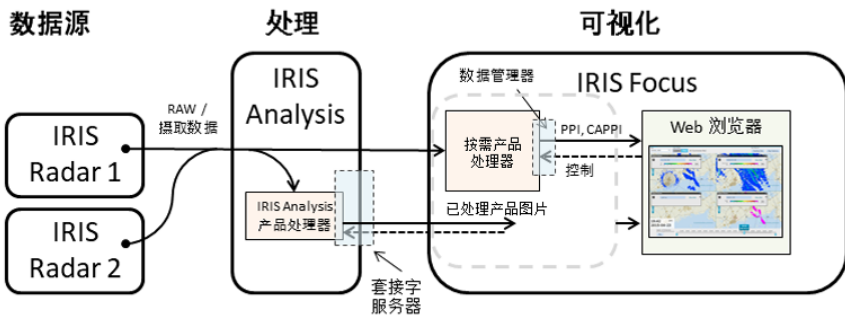 数据源
处理
可视化
IRIS
Radar 1
IRIS
Radar 2
RAW /
摄取数据
IRIS
Analysis
IRIS Analysis
产品处理器
套接字
服务器
IRIS Focus
数据管理器
按需产品
处理器
PPI, CAPPI
控制
已处理产品图片
Web 浏览器